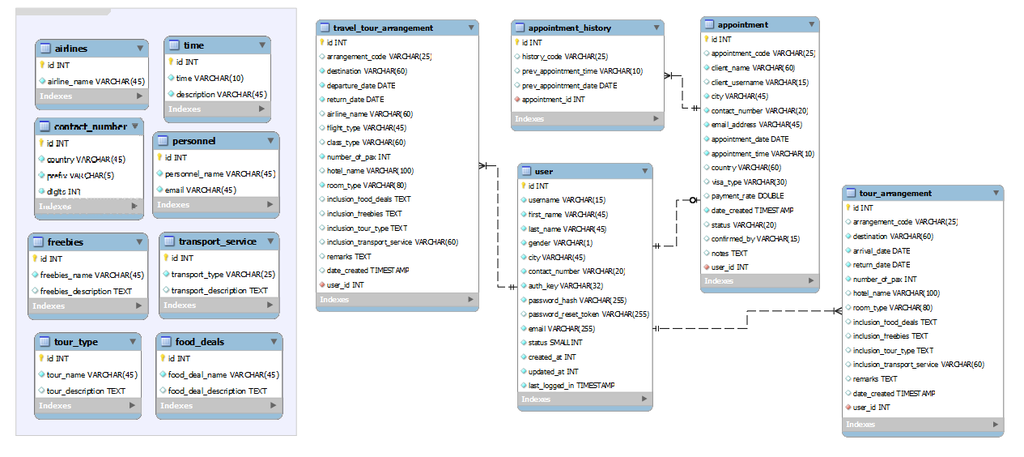 airlines
id INT
airline_name VARCHAR(45)
Indexes
time
id INT
time VARCHAR(10)
description VARCHAR(45)
Indexes
contact_number
id INT
country VARCHAR(45)
prefix VARCHAR(5)
digits INT
Indexes
personnel
id INT
personnel_name VARCHAR(45)
email VARCHAR(45)
Indexes
freebies
id INT
freebies_name VARCHAR(45)
freebies_description TEXT
Indexes
transport_service
id INT
transport_type VARCHAR(25)
transport_description TEXT
Indexes
tour_type
id INT
tour_name VARCHAR(45)
tour_description TEXT
Indexes
food_deals
id INT
food_deal_name VARCHAR(45)
food_deal_description TEXT
Indexes
travel_tour_arrangement
id INT
arrangement_code VARCHAR(25)
destination VARCHAR(60)
departure_date DATE
return_date DATE
airline_name VARCHAR(60)
flight_type VARCHAR(45)
class_type VARCHAR(60)
number_of_pax INT
hotel_name VARCHAR(100)
room_type VARCHAR(80)
inclusion_food_deals TEXT
inclusion_freebies TEXT
inclusion_tour_type TEXT
inclusion_transport_service VARCHAR(60)
remarks TEXT
date_created TIMESTAMP
user_id INT
Indexes
appointment_history
id INT
history_code VARCHAR(25)
prev_appointment_time VARCHAR(10)
prev_appointment_date DATE
appointment_id INT
Indexes
user
id INT
username VARCHAR(15)
first_name VARCHAR(45)
last_name VARCHAR(45)
gender VARCHAR(1)
city VARCHAR(45)
contact_number VARCHAR(20)
auth_key VARCHAR(32)
password_hash VARCHAR(255)
password_reset_token VARCHAR(255)
email VARCHAR(255)
status SMALLINT
created_at INT
updated_at INT
last_logged_in TIMESTAMP
Indexes
appointment
id INT
appointment_code VARCHAR(25)
client_name VARCHAR(60)
client_username VARCHAR(15)
city VARCHAR(45)
contact_number VARCHAR(20)
email_address VARCHAR(45)
appointment_date DATE
appointment_time VARCHAR(10)
country VARCHAR(60)
visa_type VARCHAR(30)
payment_rate DOUBLE
date_created TIMESTAMP
status VARCHAR(20)
confirmed_by VARCHAR(15)
notes TEXT
user_id INT
Indexes
tour_arrangement
id INT
arrangement_code VARCHAR(25)
destination VARCHAR(60)
arrival_date DATE
return_date DATE
number_of_pax INT
hotel_name VARCHAR(100)
room_type VARCHAR(80)
inclusion_food_deals TEXT
inclusion_freebies TEXT
inclusion_tour_type TEXT
inclusion_transport_service VARCHAR(60)
remarks TEXT
date_created TIMESTAMP
user_id INT
Indexes